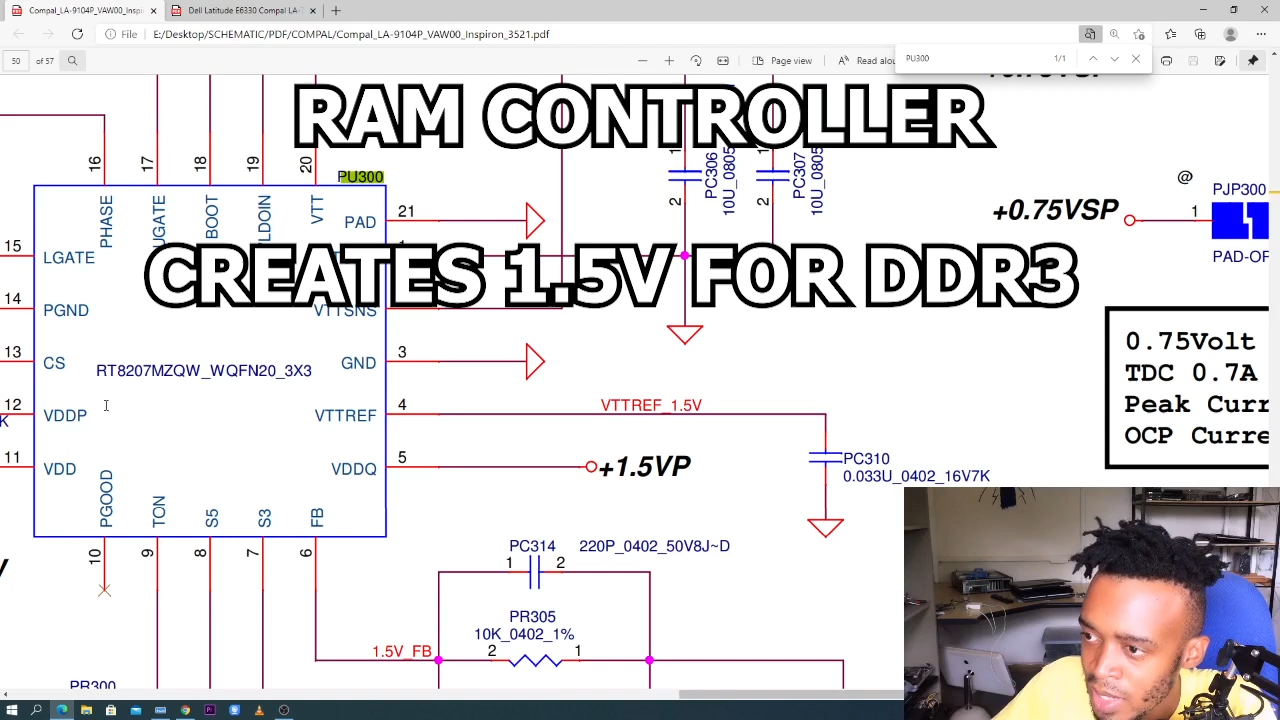 Compal_LA-9104P_VAW00_Inspir
Dell Latitude E6330 Compal LA-
File
E:/Desktop/SCHEMATIC/PDF/COMPAL/Compal_LA-9104P_VAW00_Inspiron_3521.pdf
50 of 57
Page view
Read alou
PU300
1/1
RAM CONTROLLER
CREATES 1.5V FOR DDR3
16
17
18
19
20
PU300
PHASE
UGATE
BOOT
VLDOIN
VTT
PAD
21
15
LGATE
14
PGND
VTTSNS
13
CS
RT8207MZQW_WQFN20_3X3
GND
3
12
VDDP
VTTREF
4
VTTREF_1.5V
11
VDD
VDDQ
5
+1.5VP
PGOOD
TON
S5
S3
FB
10
9
8
7
6
PC306
10U_0805
1
2
PC307
10U_0805
1
2
@
+0.75VSP
1
PJP300
PAD-OP
0.75Volt
TDC 0.7A
Peak Curr
OCP Curre
PC310
0.033U_0402_16V7K
PC314
220P_0402_50V8J~D
1
2
PR305
10K_0402_1%
2
1
1.5V_FB
PR300